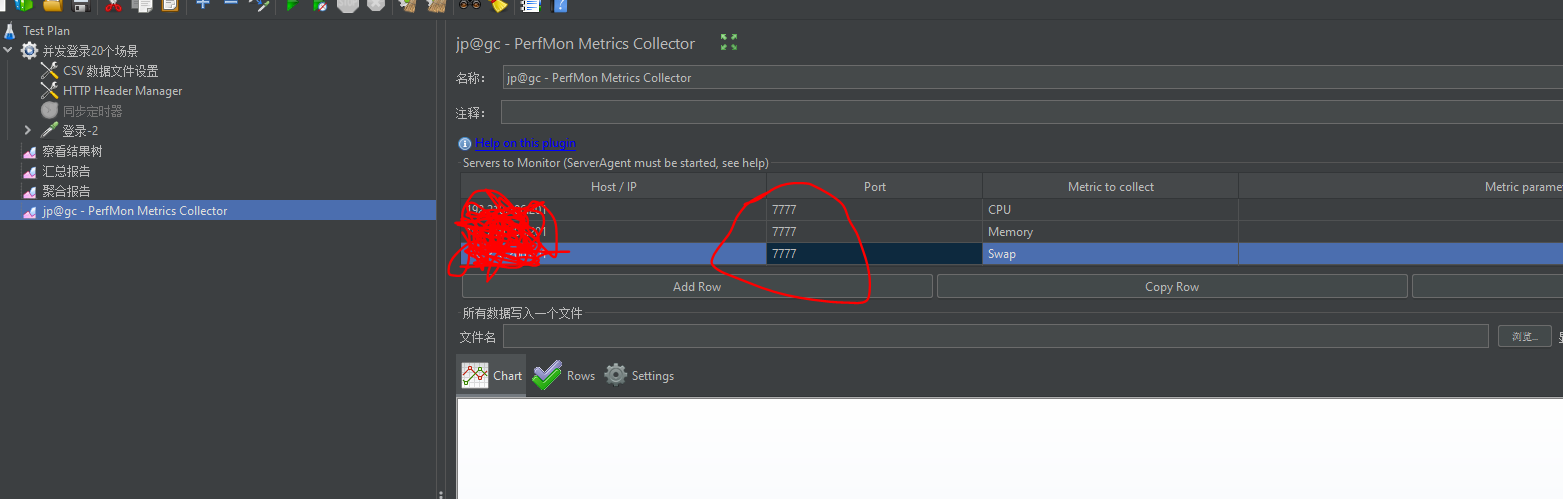 Test Plan
并发登录20个场景
CSV 数据文件设置
HTTP Header Manager
同步定时器
登录-2
察看结果树
汇总报告
聚合报告
jp@gc - PerfMon Metrics Collector
jp@gc - PerfMon Metrics Collector
名称： jp@gc - PerfMon Metrics Collector
注释：
Help on this plugin
Servers to Monitor (ServerAgent must be started, see help)
Host / IP Port Metric to collect Metric
7777 CPU
7777 Memory
7777 Swap
Add Row Copy Row
所有数据写入一个文件
文件名 浏览...
Chart Rows Settings